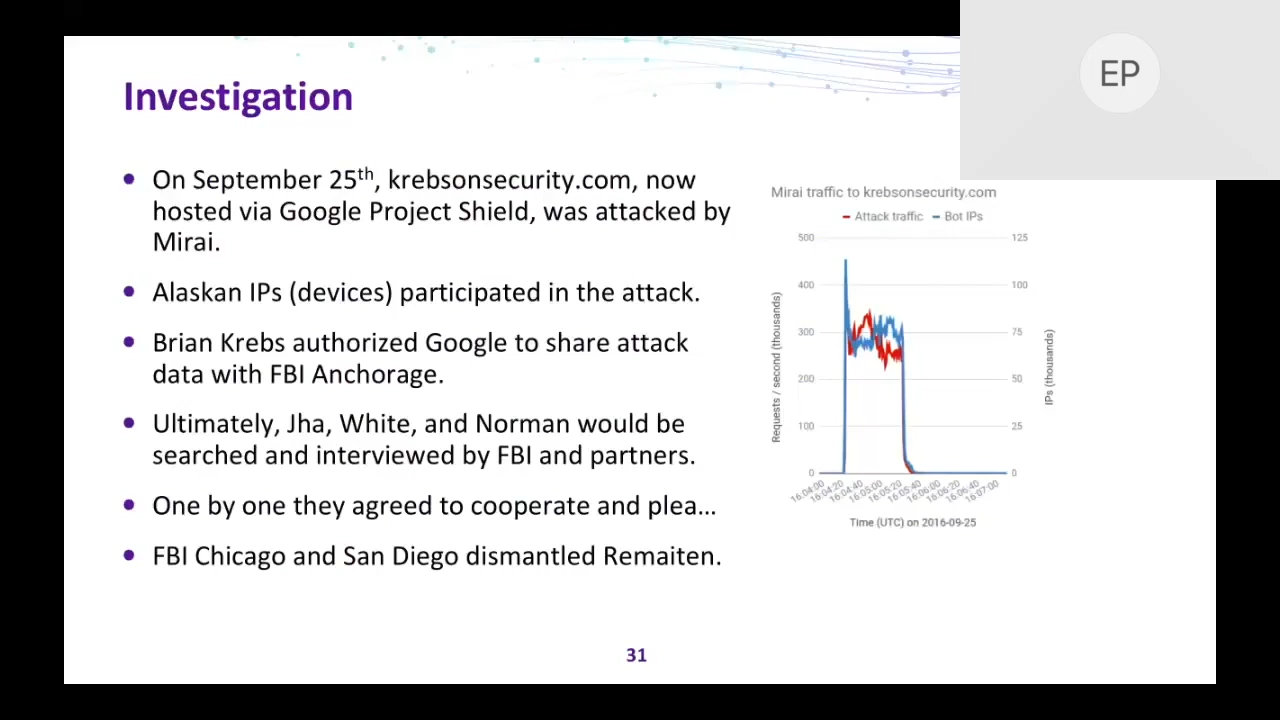 EP
Investigation
On September 25th, krebsonsecurity.com, now
hosted via Google Project Shield, was attacked by
Mirai.
Alaskan IPs (devices) participated in the attack.
Brian Krebs authorized Google to share attack
data with FBI Anchorage.
Ultimately, Jha, White, and Norman would be
searched and interviewed by FBI and partners.
One by one they agreed to cooperate and plea...
FBI Chicago and San Diego dismantled Remaiten.
Mirai traffic to krebsonsecurity.com
Attack traffic Bot IPs
500 125
400 100
300 75
200 50
100 25
0 0
Requests / second (thousands)
IPs (thousands)
16:04:00 16:04:20 16:04:40 16:05:00 16:05:20 16:05:40 16:06:00 16:06:20 16:06:40 16:07:00
Time (UTC) on 2016-09-25
31